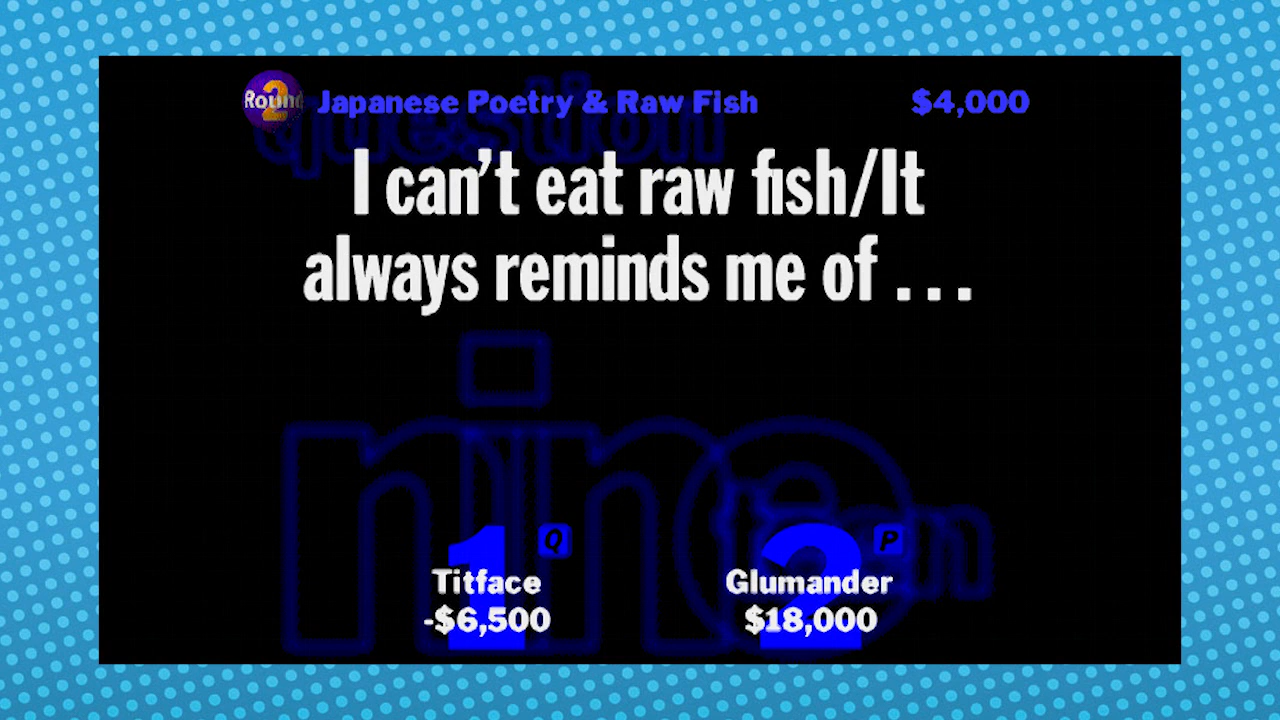 Round 2 Japanese Poetry & Raw Fish $4,000
question
I can't eat raw fish/It
always reminds me of . . .
nineteen
1 Q 2 P
Titface Glumander
-$6,500 $18,000